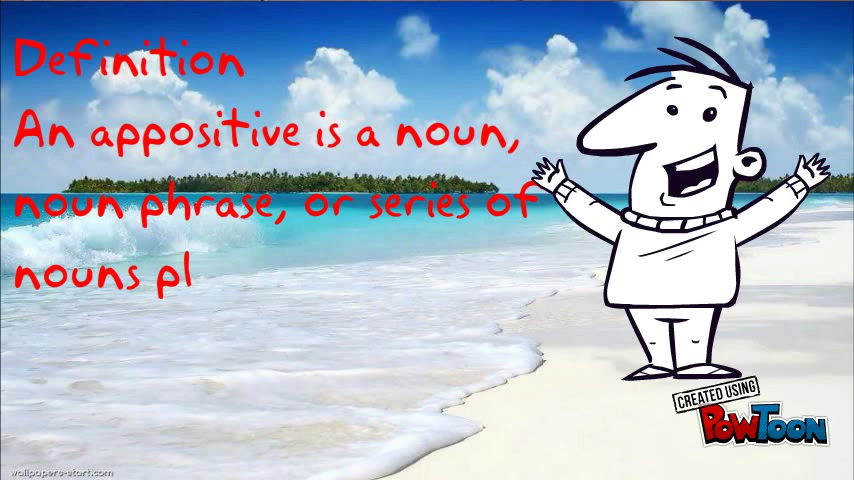 Definition
An appositive is a noun,
noun phrase, or series of
nouns pl
CREATED USING
POWTOON
wallpapers-start.com